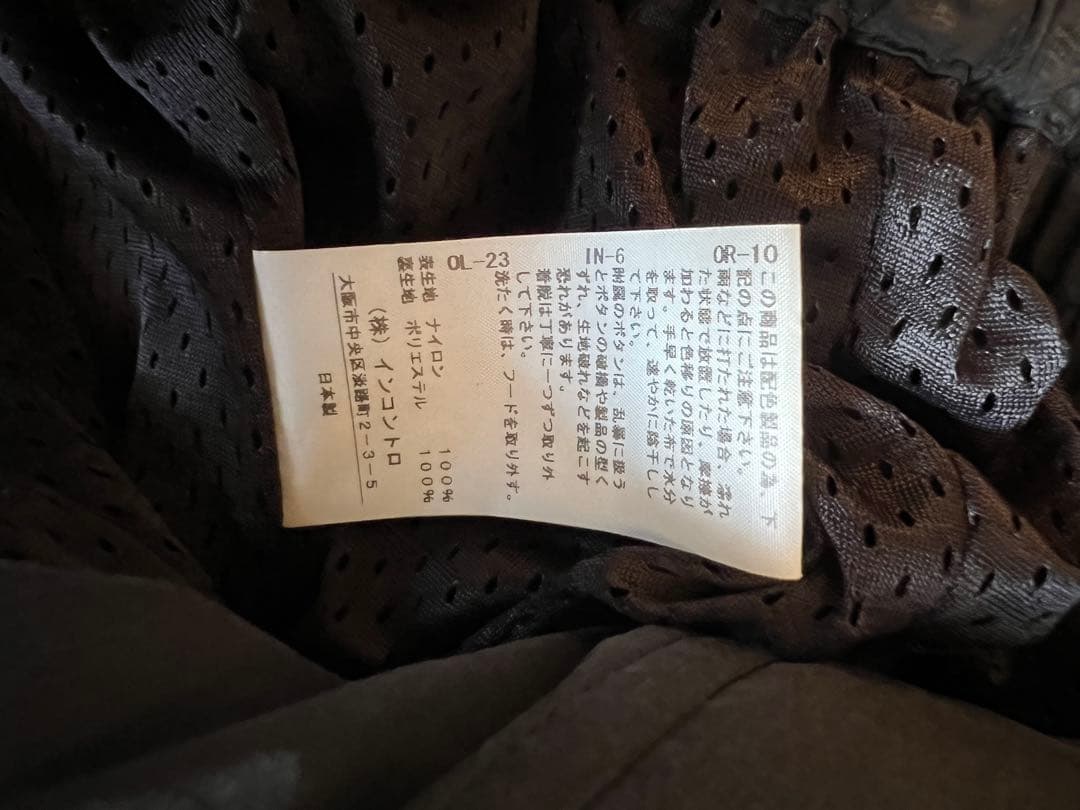 OR-10
この商品は配色製品の為、下
記の点にご注意下さい。
雨などに打たれた場合、濡れ
た状態で放置したり、摩擦が
加わると色移りの原因となり
ます。手早く乾いた布で水分
を取って、速やかに陰干しし
て下さい。
IN-6
附属のボタンは、乱暴に扱う
とボタンの破損や製品の型く
ずれ、生地破れなどを起こす
恐れがあります。
着脱は丁寧に一つずつ取り外
して下さい。
OL-23
洗たく時は、フードを取り外す。
表生地 ナイロン 100%
裏生地 ポリエステル 100%
(株)インコントロ
大阪市中央区淡路町2-3-5
日本製